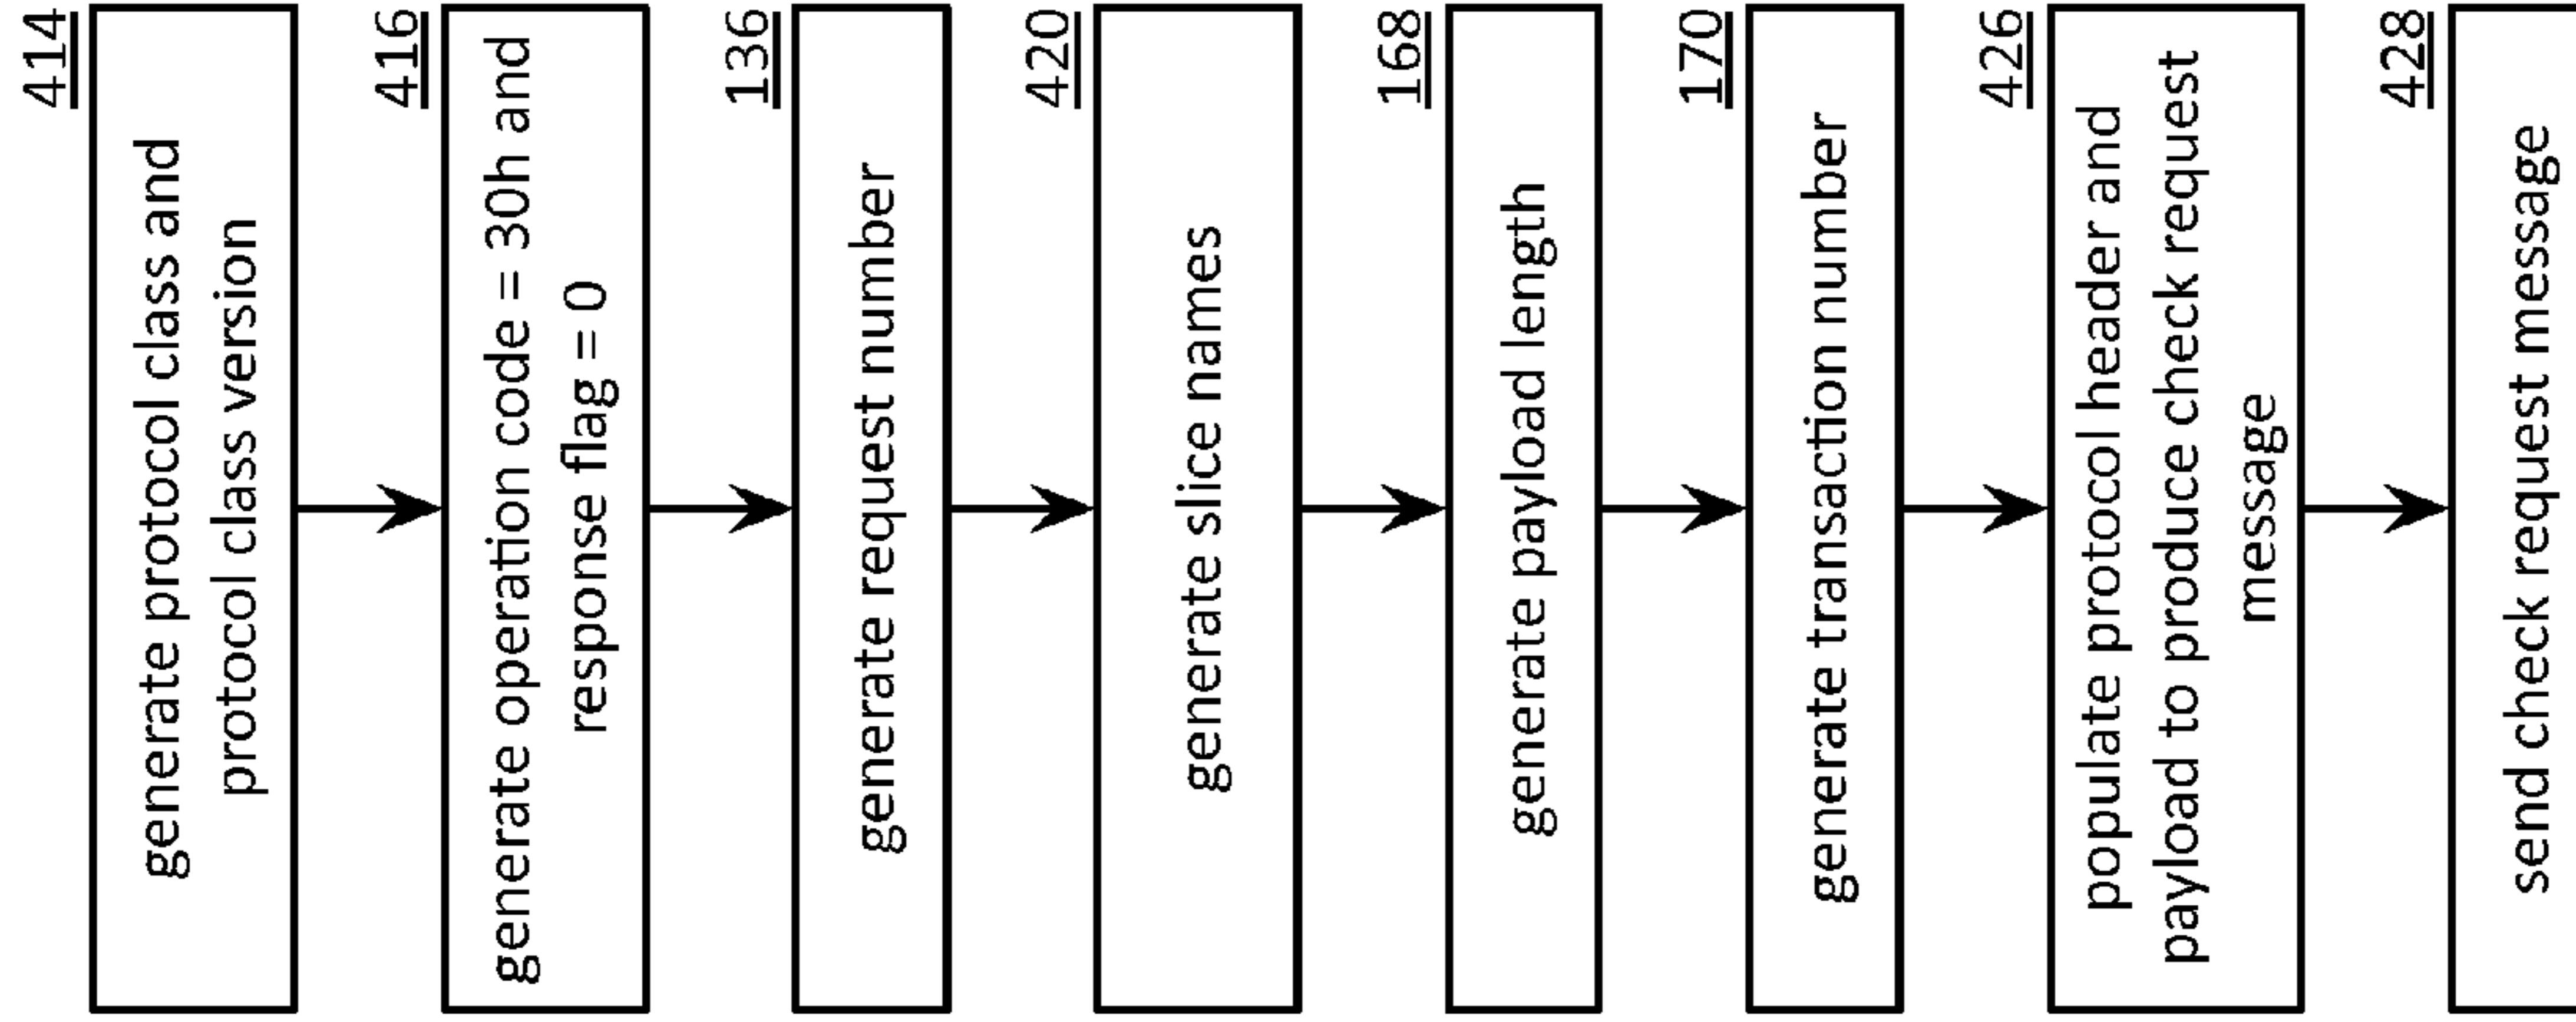 414
generate protocol class and
protocol class version
416
generate operation code = 30h and
response flag = 0
136
generate request number
420
generate slice names
168
generate payload length
170
generate transaction number
426
populate protocol header and
payload to produce check request
message
428
send check request message